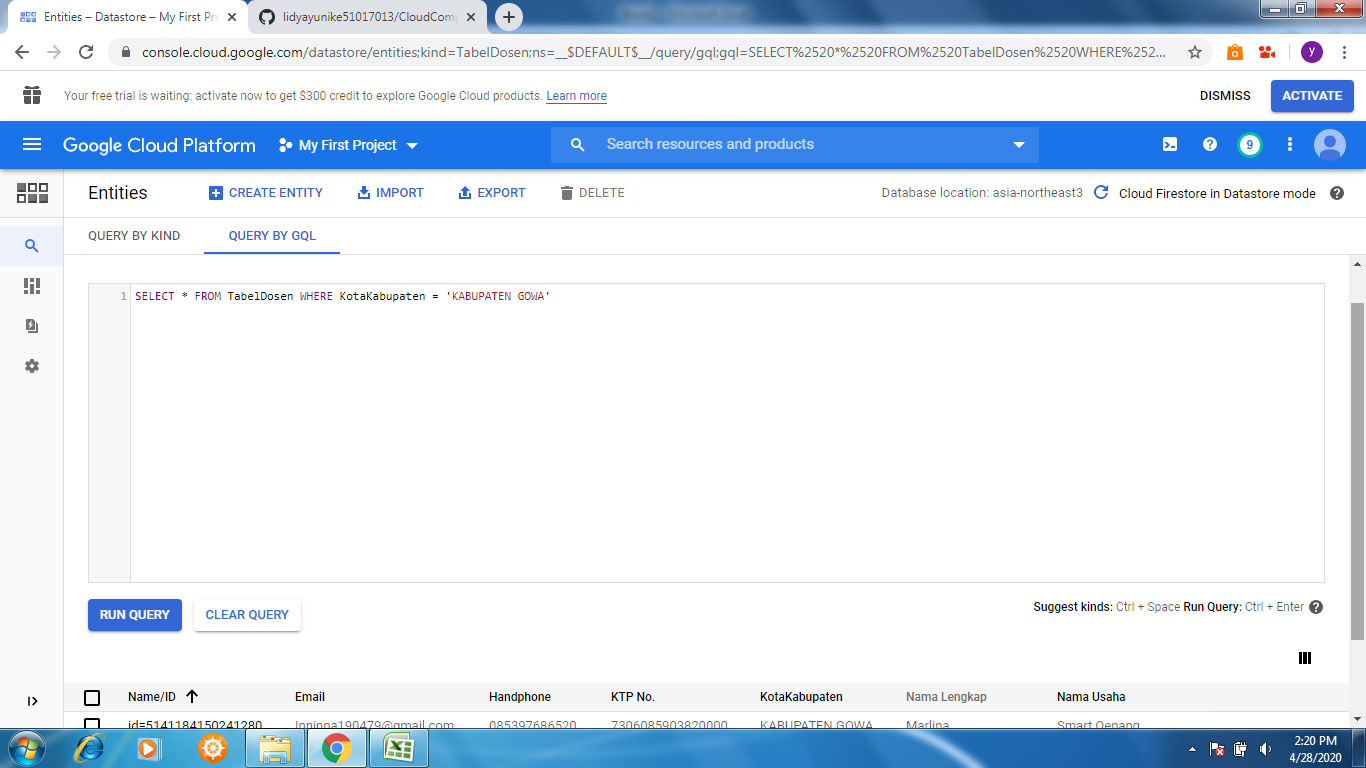 Entities – Datastore – My First Pro
lidyayunike51017013/CloudComp
console.cloud.google.com/datastore/entities;kind=TabelDosen;ns=__$DEFAULT$__/query/gql;gql=SELECT%2520*%2520FROM%2520TabelDosen%2520WHERE%252...
y
Your free trial is waiting: activate now to get $300 credit to explore Google Cloud products. Learn more
DISMISS
ACTIVATE
Google Cloud Platform
My First Project
Search resources and products
9
Entities
CREATE ENTITY
IMPORT
EXPORT
DELETE
Database location: asia-northeast3
Cloud Firestore in Datastore mode
QUERY BY KIND
QUERY BY GQL
1 SELECT * FROM TabelDosen WHERE KotaKabupaten = 'KABUPATEN GOWA'
RUN QUERY
CLEAR QUERY
Suggest kinds: Ctrl + Space Run Query: Ctrl + Enter
Name/ID Email Handphone KTP No. KotaKabupaten Nama Lengkap Nama Usaha
id=5141184150241280 085397686520 7306085903820000 KABUPATEN GOWA Marlina Smart Oenang
2:20 PM
4/28/2020